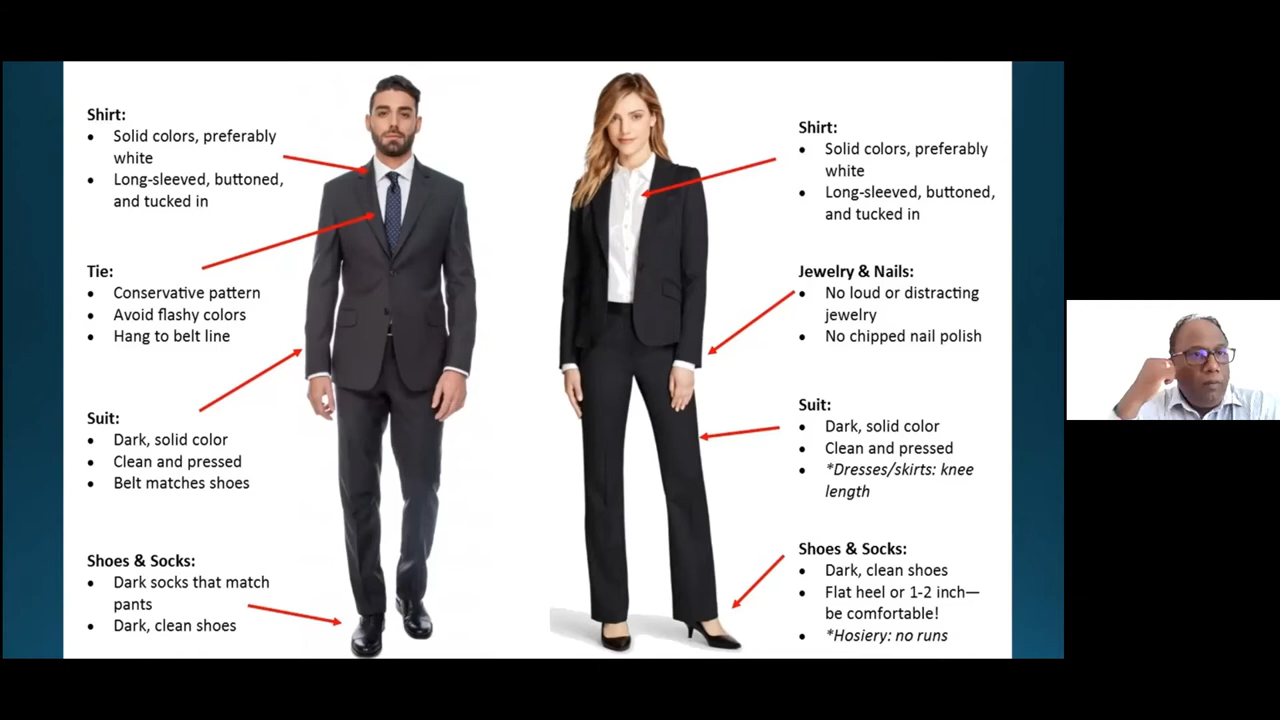 Shirt:
• Solid colors, preferably
white
• Long-sleeved, buttoned,
and tucked in
Tie:
• Conservative pattern
• Avoid flashy colors
• Hang to belt line
Suit:
• Dark, solid color
• Clean and pressed
• Belt matches shoes
Shoes & Socks:
• Dark socks that match
pants
• Dark, clean shoes
Shirt:
• Solid colors, preferably
white
• Long-sleeved, buttoned,
and tucked in
Jewelry & Nails:
• No loud or distracting
jewelry
• No chipped nail polish
Suit:
• Dark, solid color
• Clean and pressed
• *Dresses/skirts: knee
length
Shoes & Socks:
• Dark, clean shoes
• Flat heel or 1-2 inch—
be comfortable!
• *Hosiery: no runs